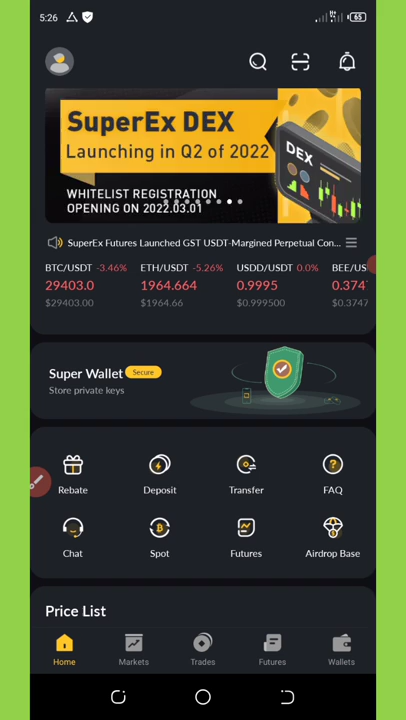 5:26
65
SuperEx DEX
Launching in Q2 of 2022
DEX
WHITELIST REGISTRATION
OPENING ON 2022.03.01
SuperEx Futures Launched GST USDT-Margined Perpetual Con...
BTC/USDT -3.46% ETH/USDT -5.26% USDD/USDT 0.0% BEE/US
29403.0 1964.664 0.9995 0.374
$29403.00 $1964.66 $0.999500 $0.3747
Super Wallet Secure
Store private keys
Rebate Deposit Transfer FAQ
Chat Spot Futures Airdrop Base
Price List
Home Markets Trades Futures Wallets